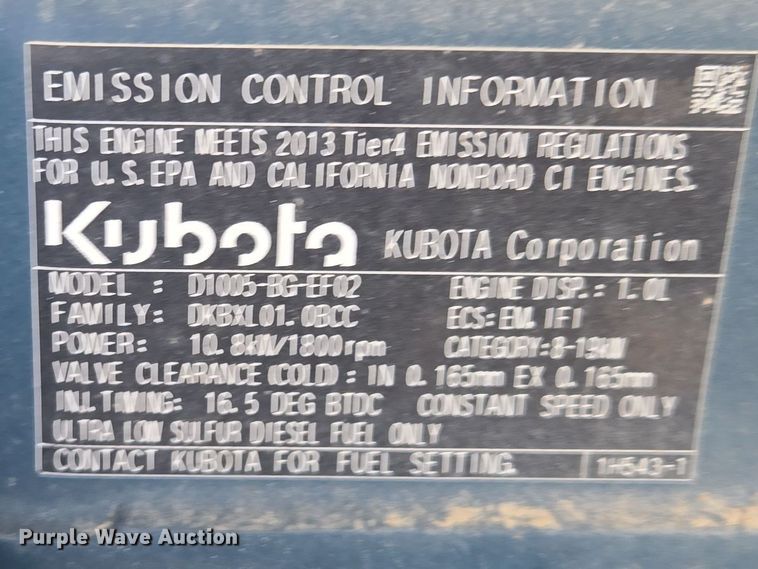 EMISSION CONTROL INFORMATION
THIS ENGINE MEETS 2013 Tier4 EMISSION REGULATIONS
FOR U.S. EPA AND CALIFORNIA NONROAD CI ENGINES.
Kubota KUBOTA Corporation
MODEL : D1005-BG-EF02 ENGINE DISP.: 1.0L
FAMILY: DKBXL01.0BCC ECS: EM, IFI
POWER: 10.8kW/1800rpm CATEGORY:8-19kW
VALVE CLEARANCE (COLD) : IN 0.165mm EX 0.165mm
INJ.TIMING: 16.5 DEG BTDC CONSTANT SPEED ONLY
ULTRA LOW SULFUR DIESEL FUEL ONLY
CONTACT KUBOTA FOR FUEL SETTING. 1H543-1
Purple Wave Auction